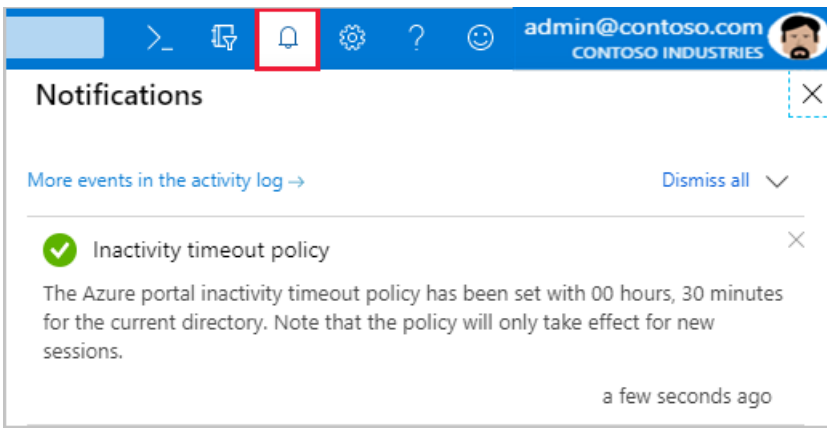 admin@contoso.com
CONTOSO INDUSTRIES
Notifications
More events in the activity log →
Dismiss all
Inactivity timeout policy
The Azure portal inactivity timeout policy has been set with 00 hours, 30 minutes
for the current directory. Note that the policy will only take effect for new
sessions.
a few seconds ago